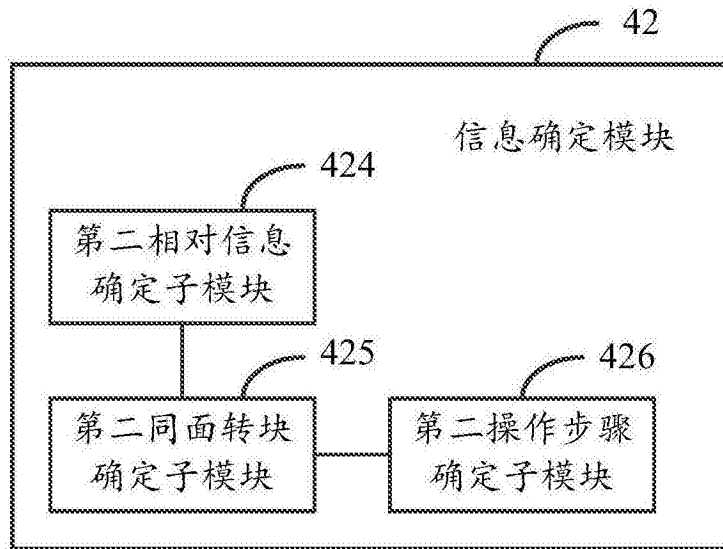 42
信息确定模块
424
第二相对信息
确定子模块
425
第二同面转块
确定子模块
426
第二操作步骤
确定子模块